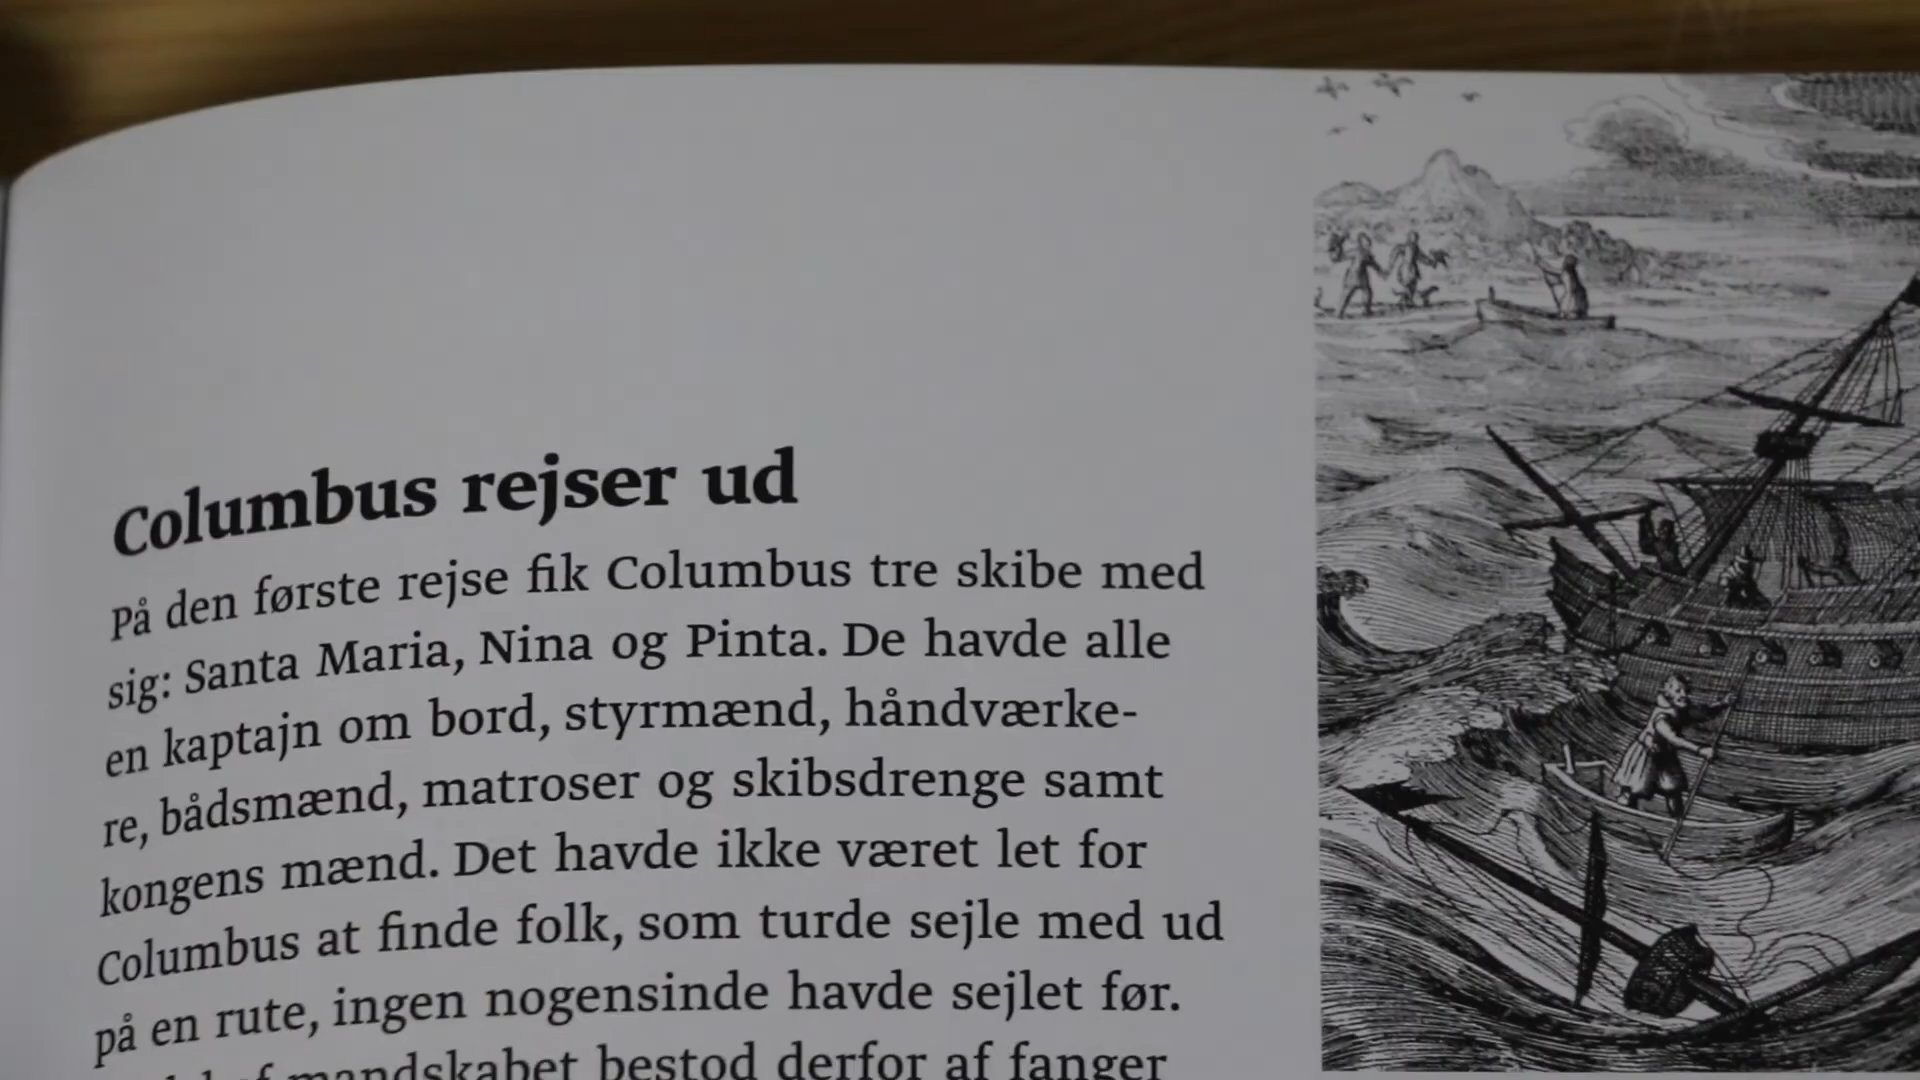 Columbus rejser ud
På den første rejse fik Columbus tre skibe med
sig: Santa Maria, Nina og Pinta. De havde alle
en kaptajn om bord, styrmænd, håndværke-
re, bådsmænd, matroser og skibsdrenge samt
kongens mænd. Det havde ikke været let for
Columbus at finde folk, som turde sejle med ud
på en rute, ingen nogensinde havde sejlet før.
af mandskabet bestod derfor af fanger